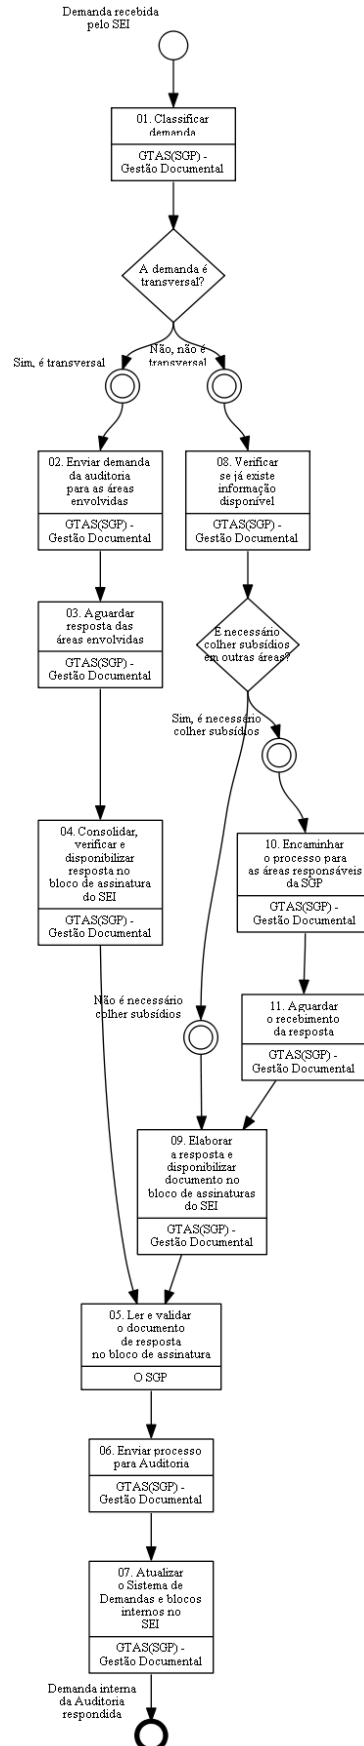 Demanda recebida
pelo SEI
01. Classificar
demanda
GTAS(SGP) -
Gestão Documental
A demanda é
transversal?
Sim, é transversal
Não, não é
transversal
02. Enviar demanda
da auditoria
para as áreas
envolvidas
GTAS(SGP) -
Gestão Documental
08. Verificar
se já existe
informação
disponível
GTAS(SGP) -
Gestão Documental
03. Aguardar
resposta das
áreas envolvidas
GTAS(SGP) -
Gestão Documental
É necessário
colher subsídios
em outras áreas?
Sim, é necessário
colher subsídios
04. Consolidar,
verificar e
disponibilizar
resposta no
bloco de assinatura
do SEI
GTAS(SGP) -
Gestão Documental
10. Encaminhar
o processo para
as áreas responsáveis
da SGP
GTAS(SGP) -
Gestão Documental
Não é necessário
colher subsídios
11. Aguardar
o recebimento
da resposta
GTAS(SGP) -
Gestão Documental
09. Elaborar
a resposta e
disponibilizar
documento no
bloco de assinaturas
do SEI
GTAS(SGP) -
Gestão Documental
05. Ler e validar
o documento
de resposta
no bloco de assinatura
O SGP
06. Enviar processo
para Auditoria
GTAS(SGP) -
Gestão Documental
07. Atualizar
o Sistema de
Demandas e blocos
internos no
SEI
GTAS(SGP) -
Gestão Documental
Demanda interna
da Auditoria
respondida